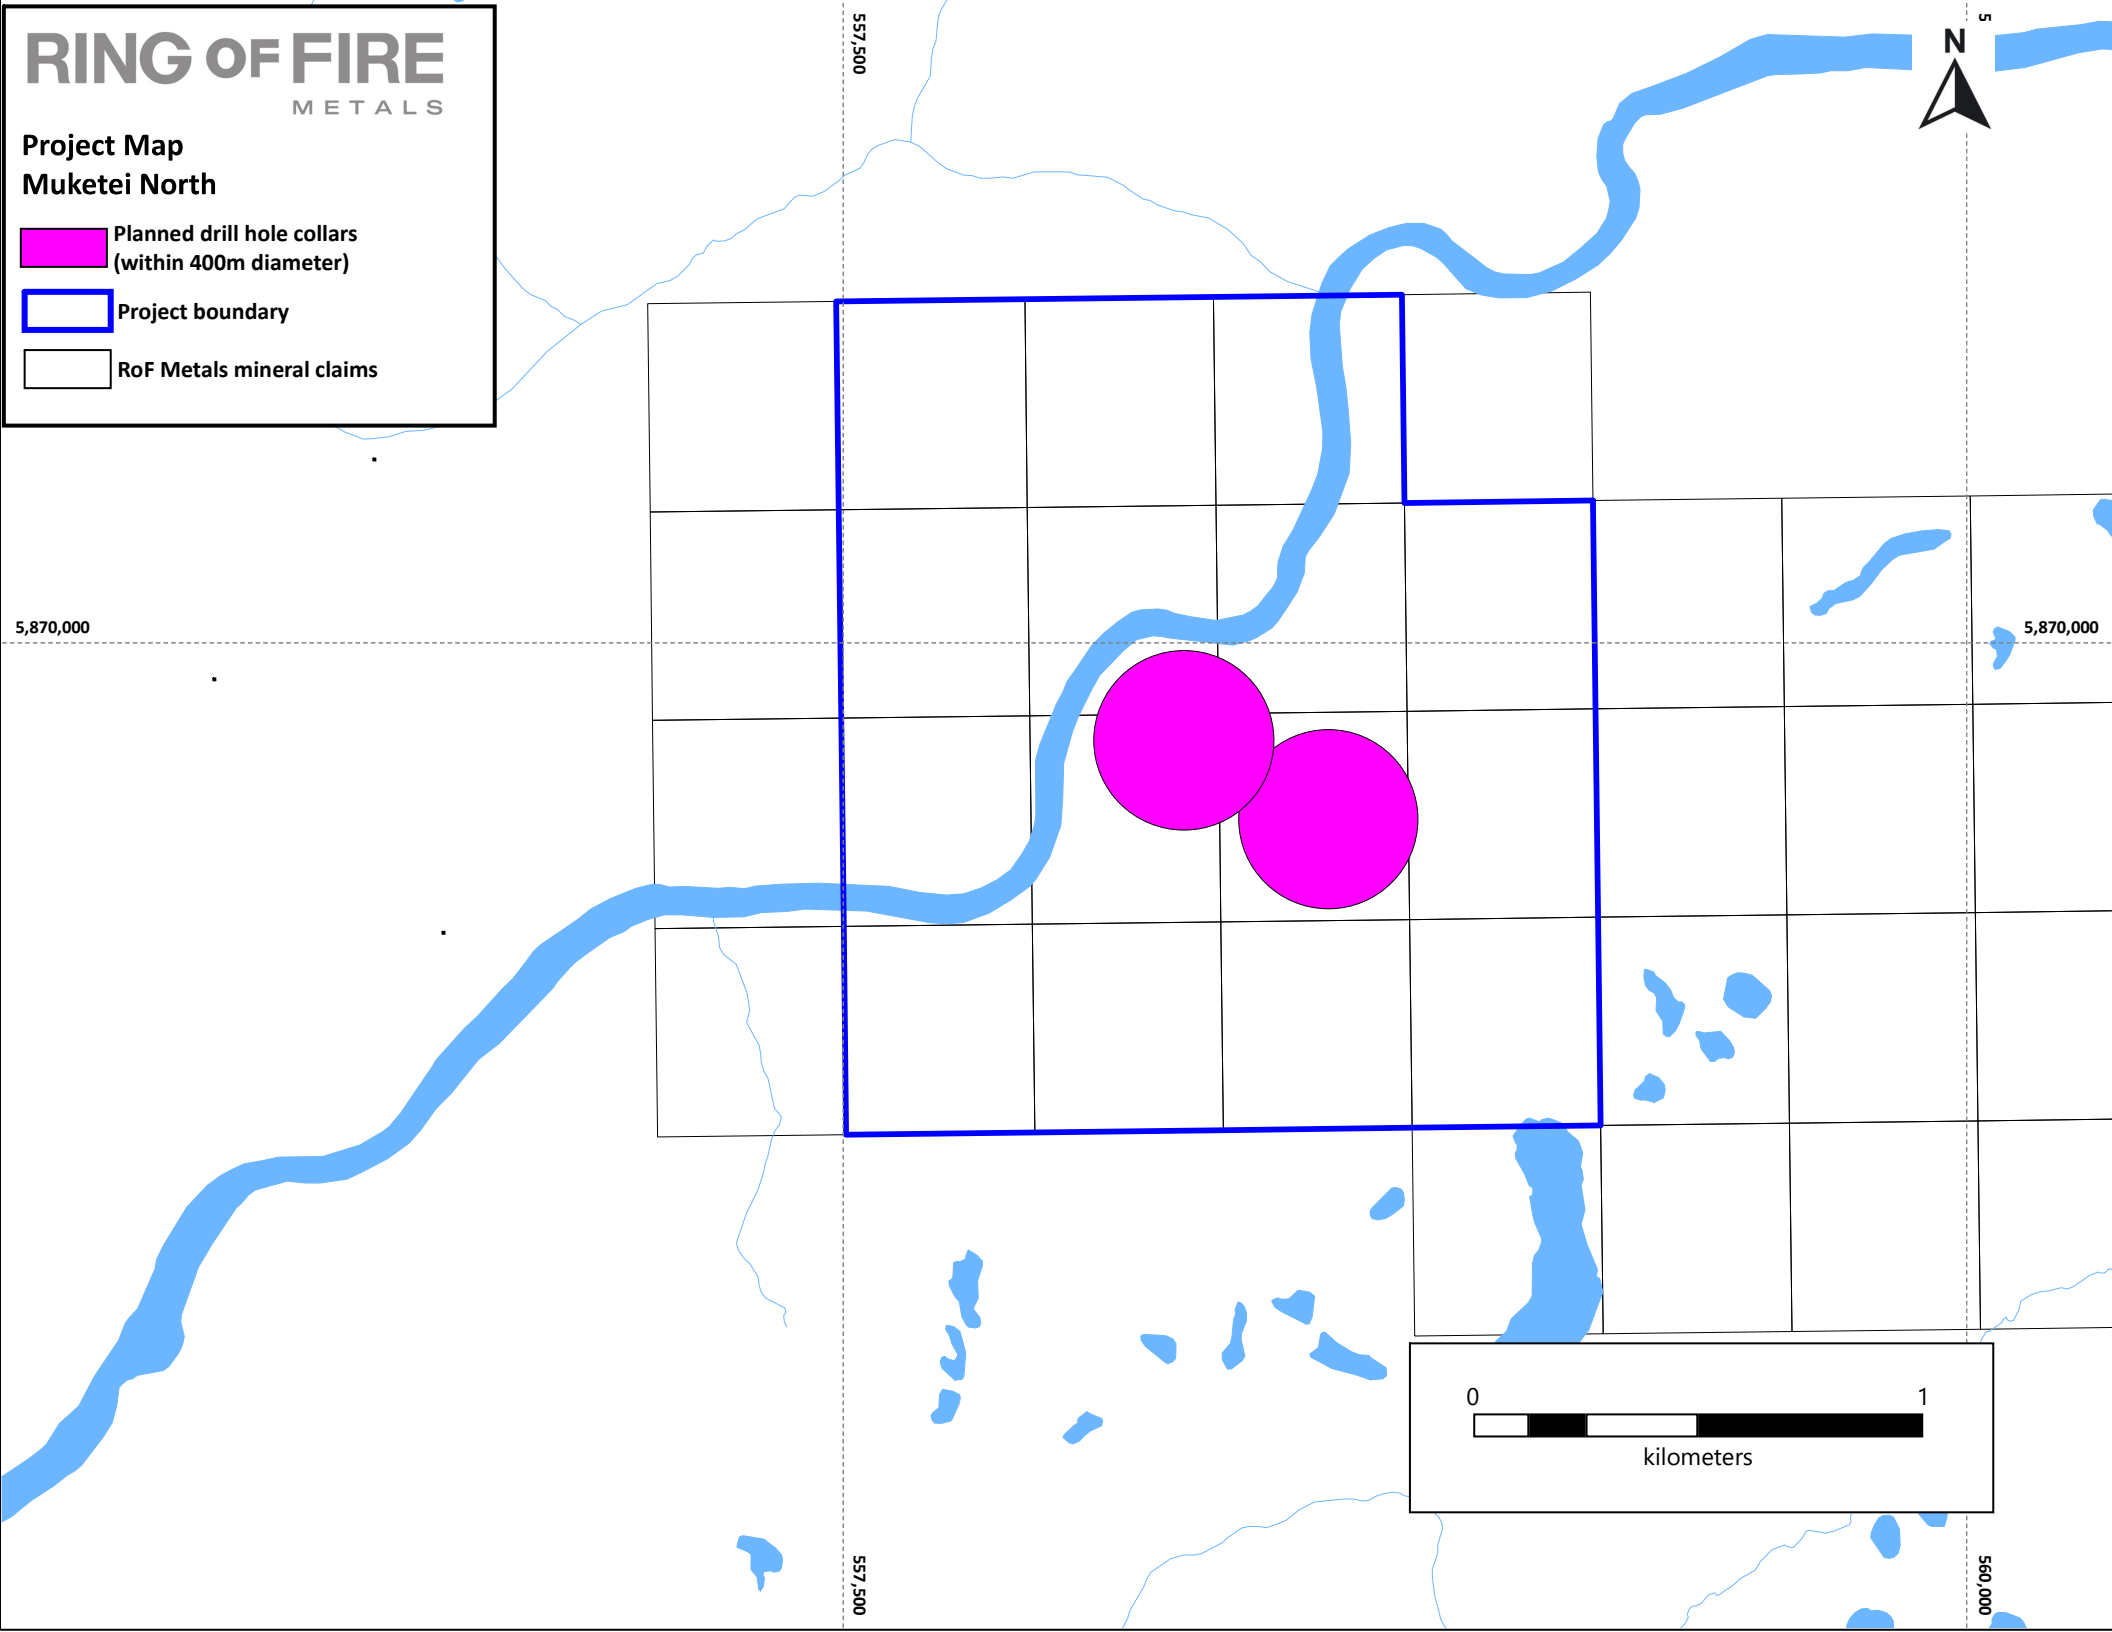 RING OF FIRE
METALS
Project Map
Muketei North
Planned drill hole collars
(within 400m diameter)
Project boundary
RoF Metals mineral claims
557,500
5
N
5,870,000
5,870,000
0 1
kilometers
557,500
560,000